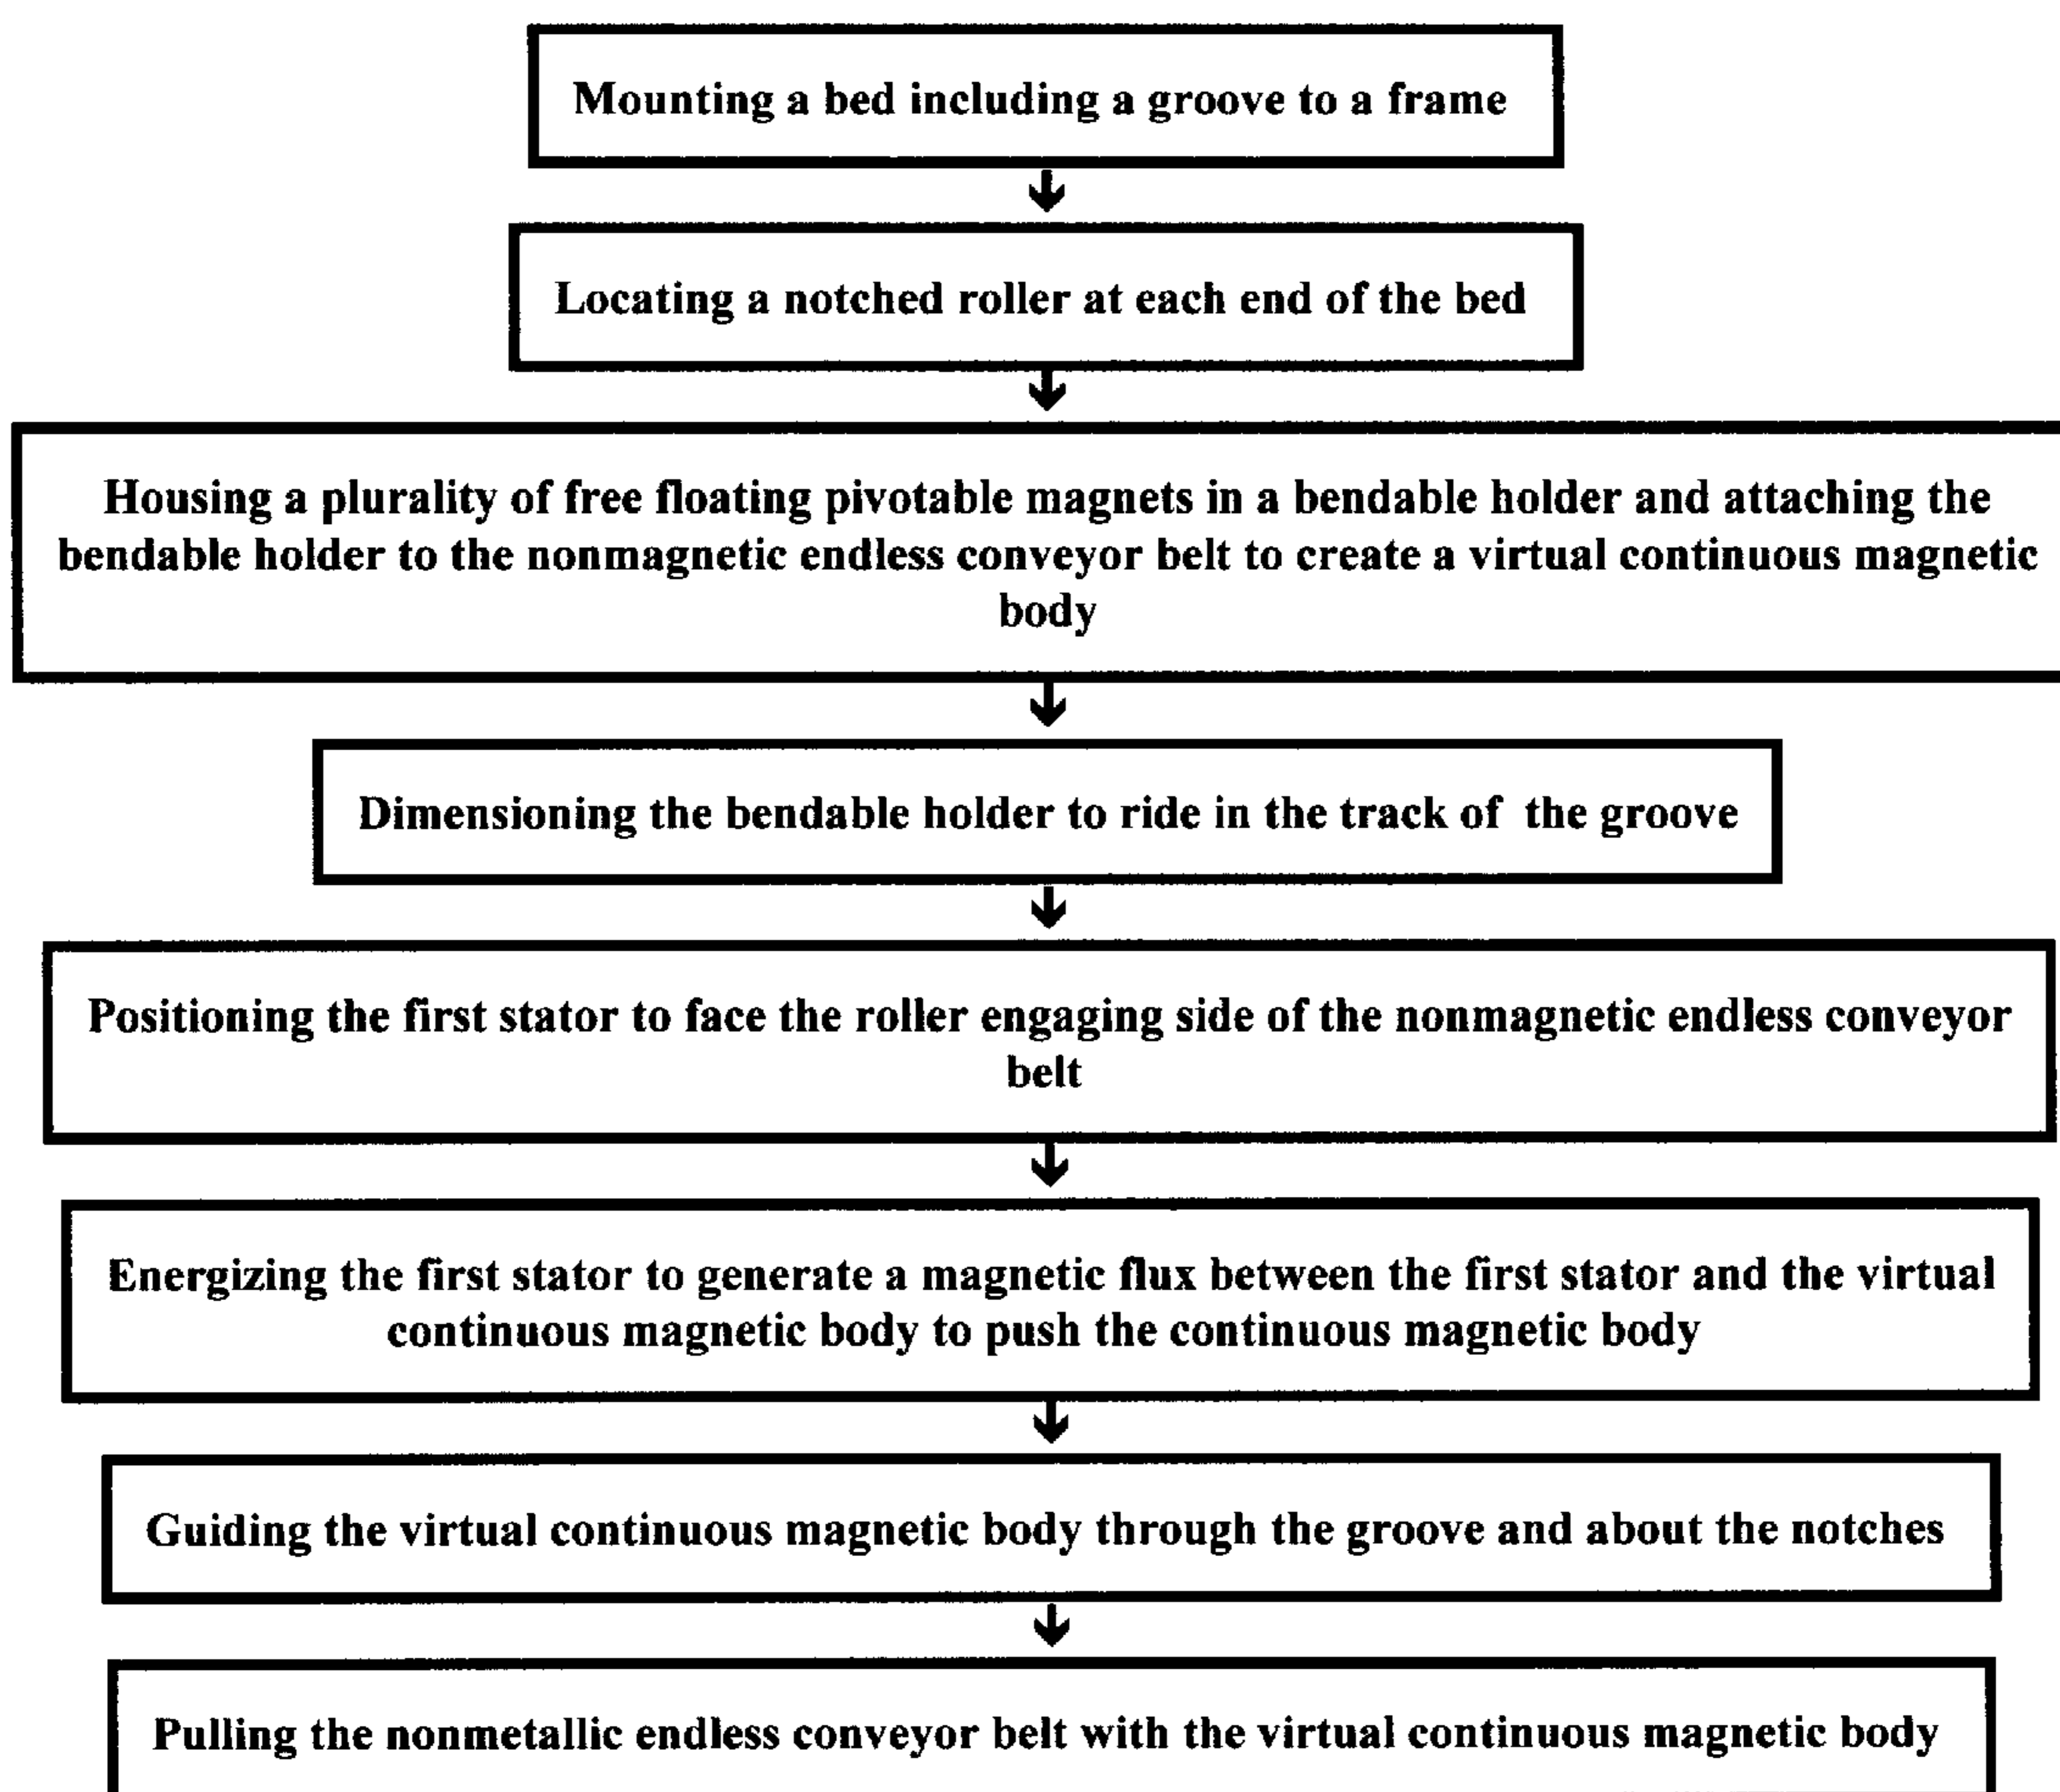 Mounting a bed including a groove to a frame
Locating a notched roller at each end of the bed
Housing a plurality of free floating pivotable magnets in a bendable holder and attaching the
bendable holder to the nonmagnetic endless conveyor belt to create a virtual continuous magnetic
body
Dimensioning the bendable holder to ride in the track of the groove
Positioning the first stator to face the roller engaging side of the nonmagnetic endless conveyor
belt
Energizing the first stator to generate a magnetic flux between the first stator and the virtual
continuous magnetic body to push the continuous magnetic body
Guiding the virtual continuous magnetic body through the groove and about the notches
Pulling the nonmetallic endless conveyor belt with the virtual continuous magnetic body